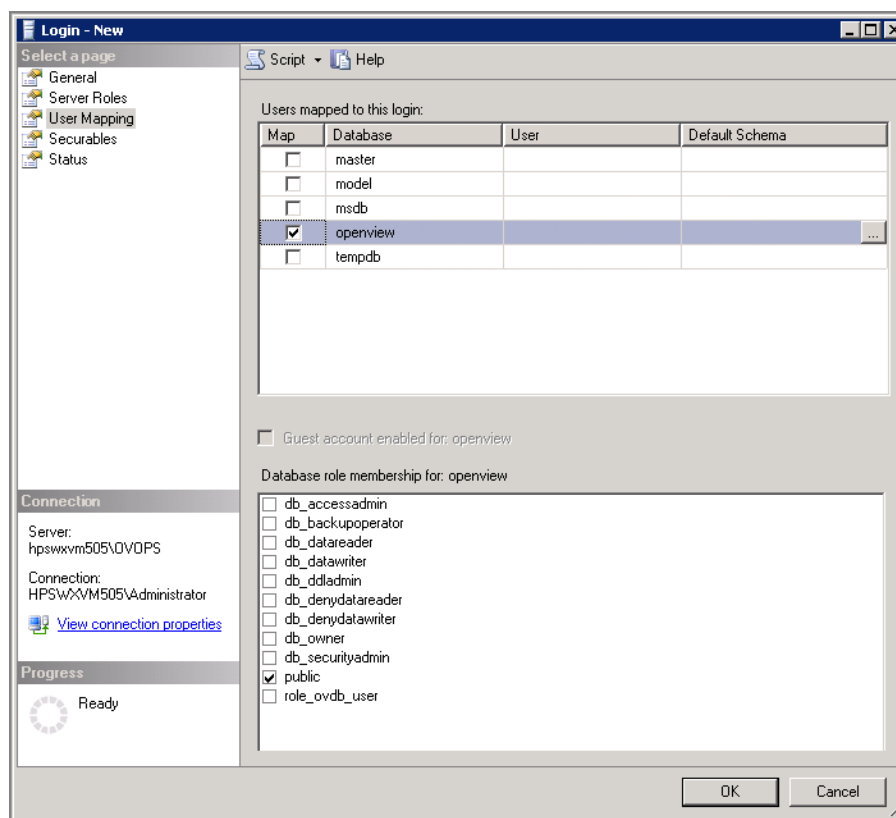 Login - New
Select a page
General
Server Roles
User Mapping
Securables
Status
Connection
Server:
hpswxvm505\OVOPS
Connection:
HPSWXVM505\Administrator
View connection properties
Progress
Ready
Script Help
Users mapped to this login:
Map Database User Default Schema
master
model
msdb
openview ...
tempdb
Guest account enabled for: openview
Database role membership for: openview
db_accessadmin
db_backupoperator
db_datareader
db_datawriter
db_ddladmin
db_denydatareader
db_denydatawriter
db_owner
db_securityadmin
public
role_ovdb_user
OK Cancel